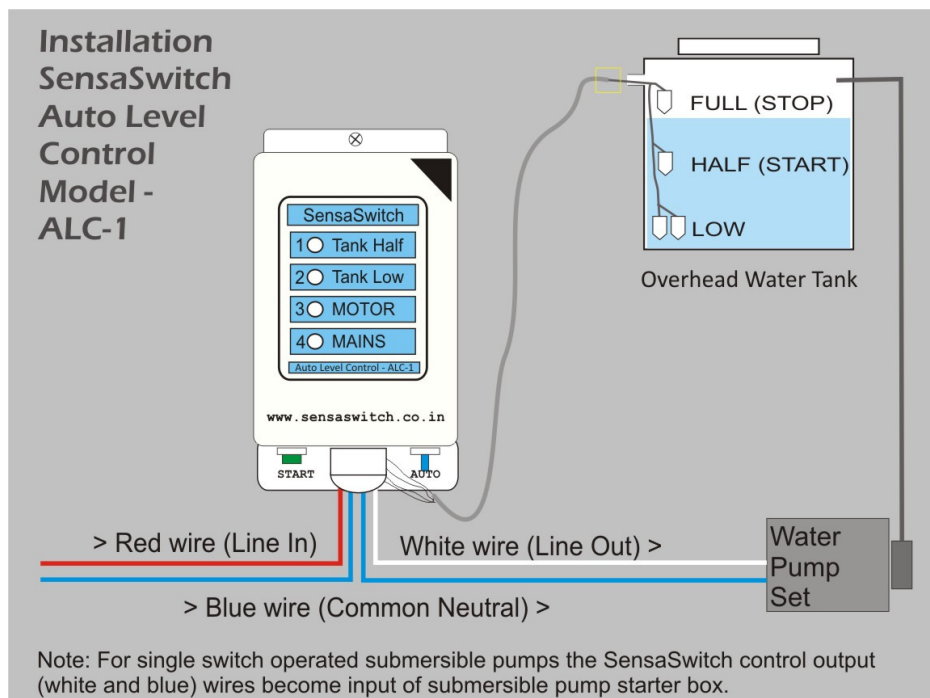 Installation
SensaSwitch
Auto Level
Control
Model -
ALC-1
SensaSwitch
1 Tank Half
2 Tank Low
3 MOTOR
4 MAINS
Auto Level Control - ALC-1
www.sensaswitch.co.in
START
AUTO
FULL (STOP)
HALF (START)
LOW
Overhead Water Tank
> Red wire (Line In)
White wire (Line Out) >
> Blue wire (Common Neutral) >
Water
Pump
Set
Note: For single switch operated submersible pumps the SensaSwitch control output
(white and blue) wires become input of submersible pump starter box.